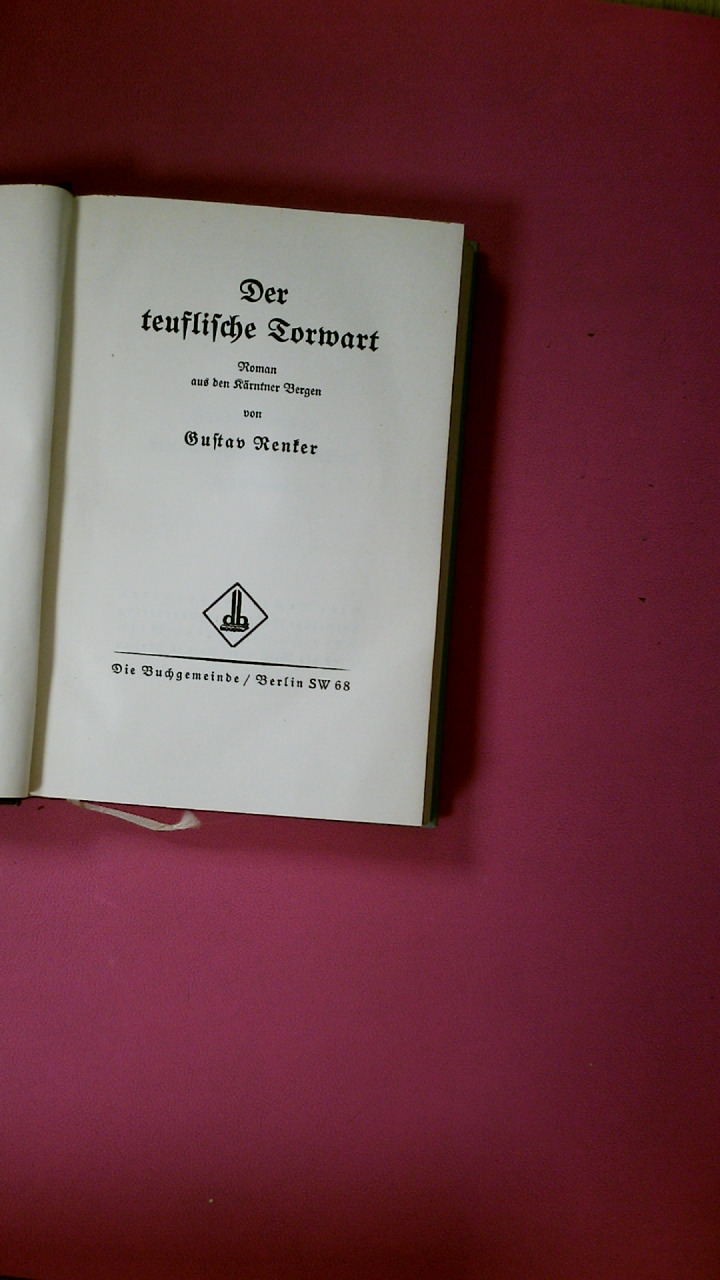 Der
teuflische Torwart
Roman
aus den Kärntner Bergen
von
Gustav Renker
db
Die Buchgemeinde / Berlin SW 68